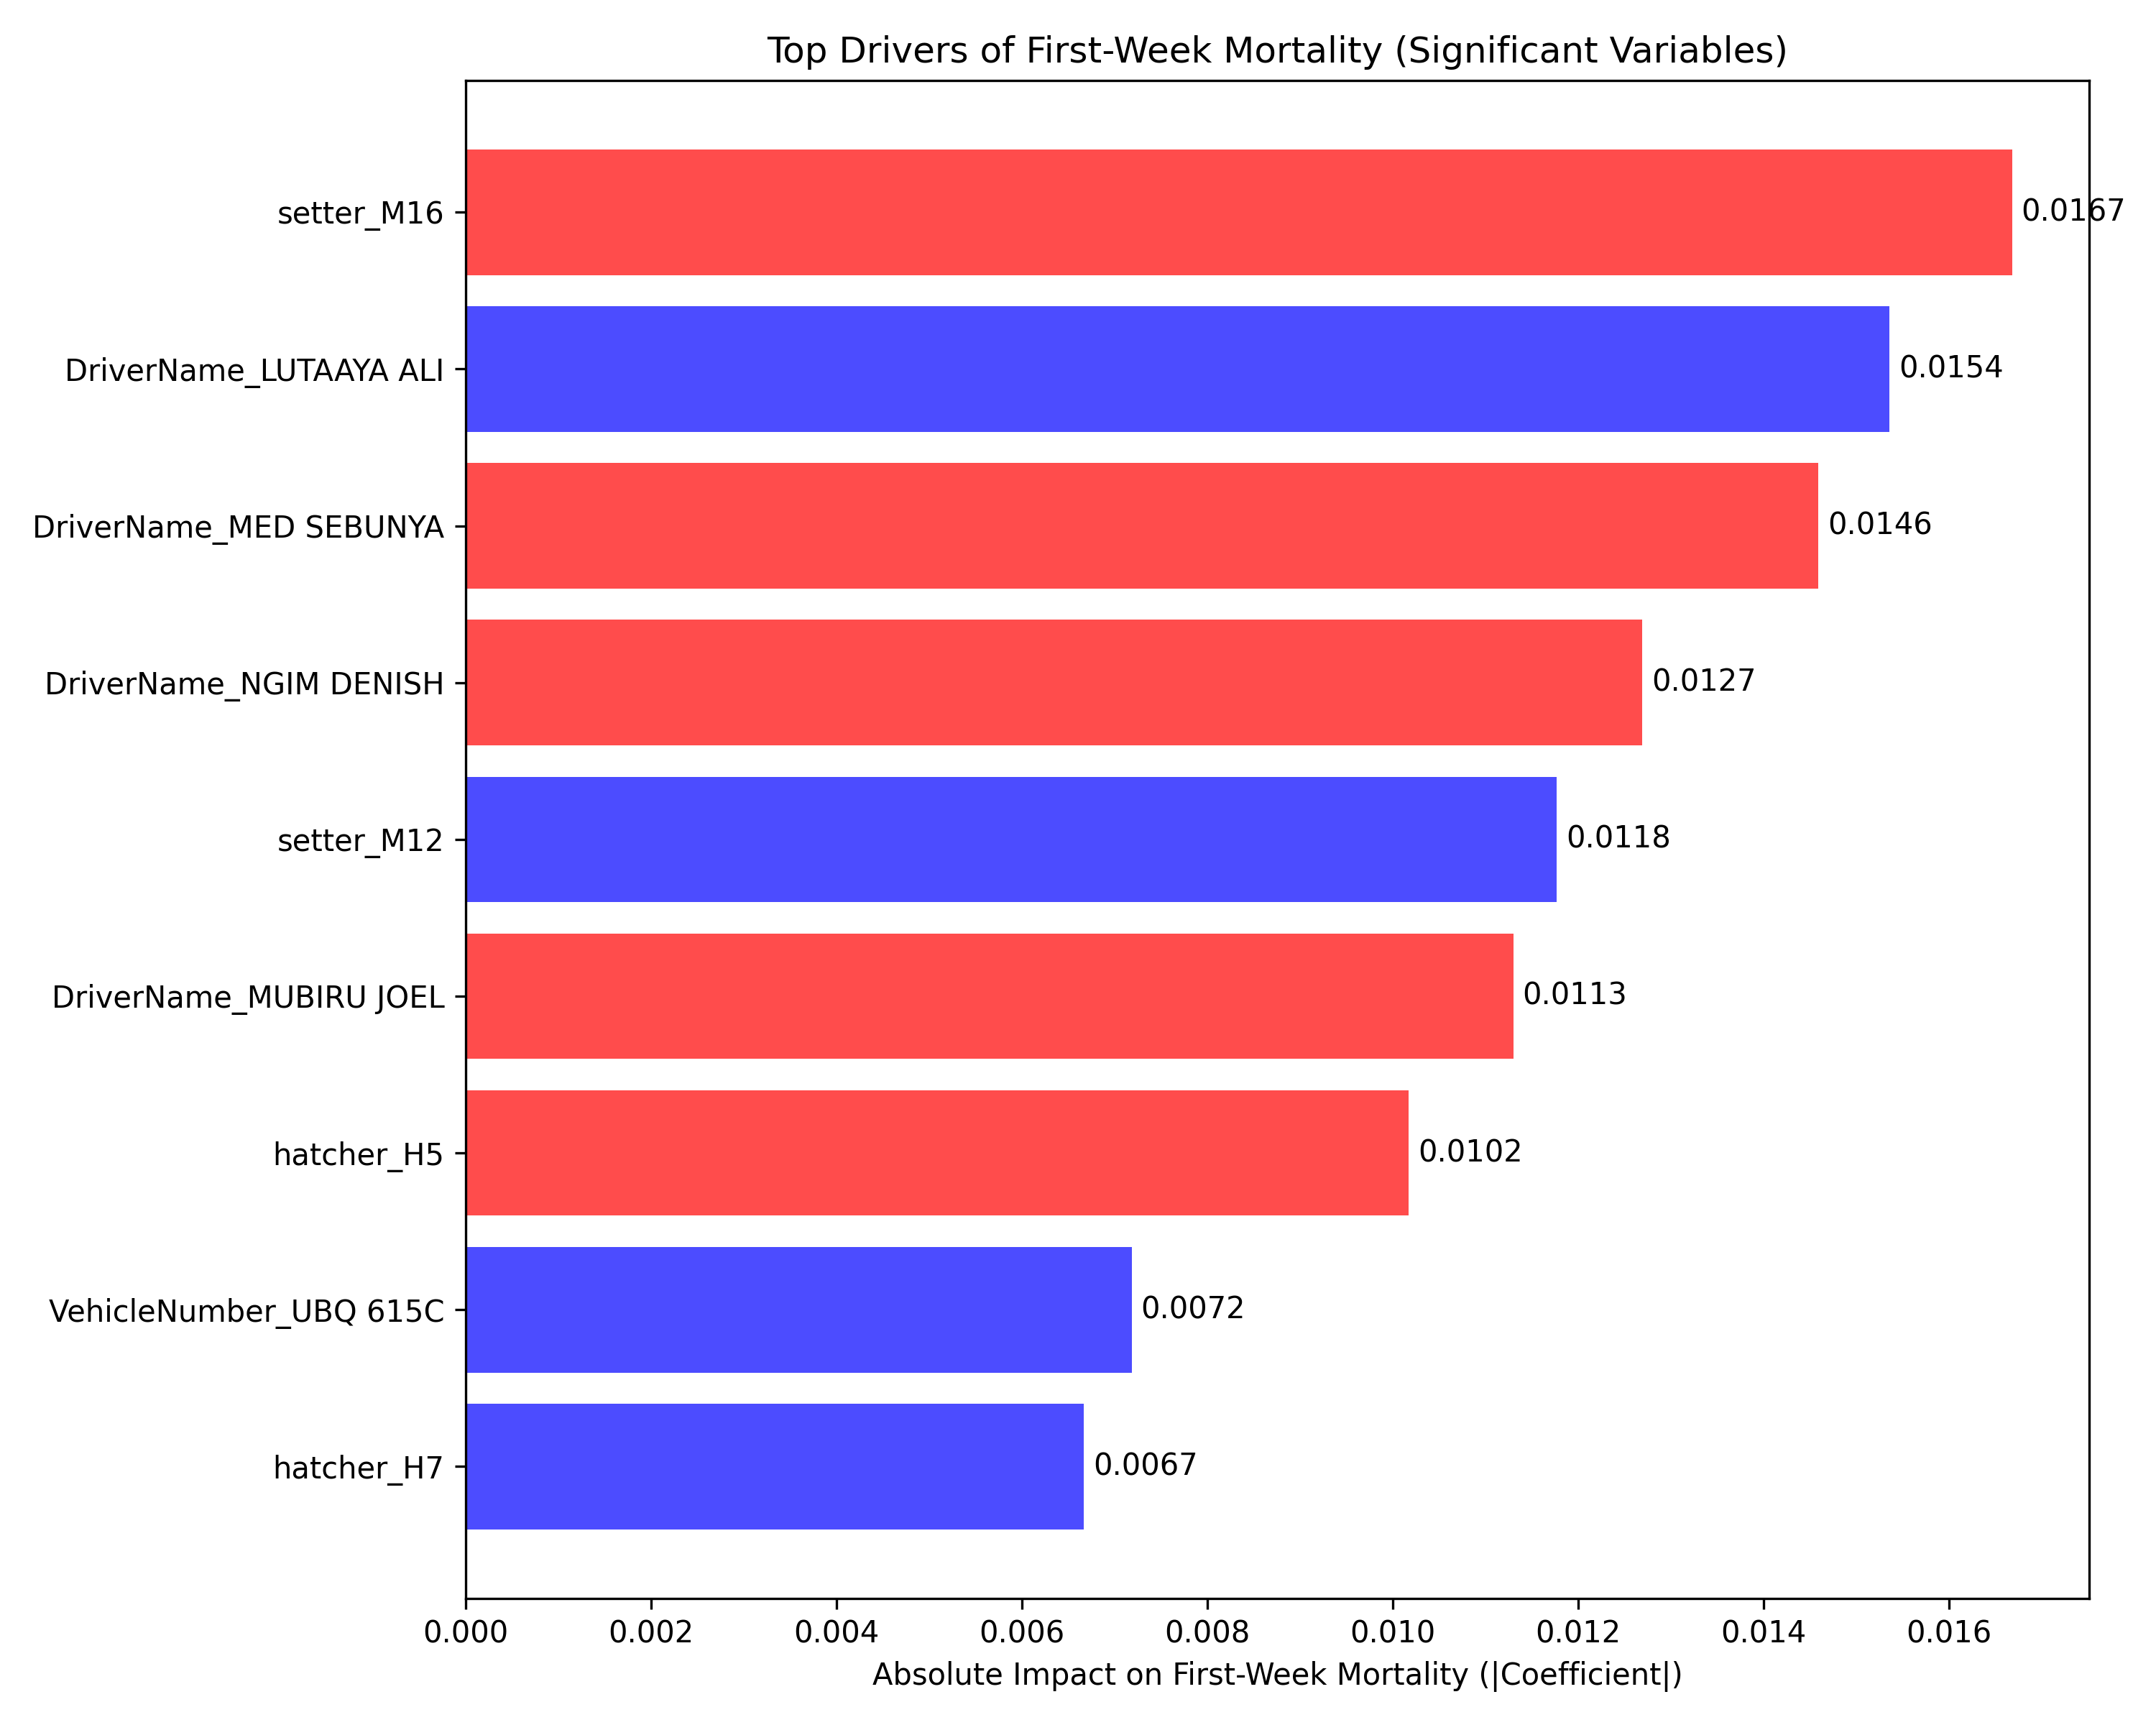 Top Drivers of First-Week Mortality (Significant Variables)
setter_M16
0.0167
DriverName_LUTAAYA ALI
0.0154
DriverName_MED SEBUNYA
0.0146
DriverName_NGIM DENISH
0.0127
setter_M12
0.0118
DriverName_MUBIRU JOEL
0.0113
hatcher_H5
0.0102
VehicleNumber_UBQ 615C
0.0072
hatcher_H7
0.0067
0.000 0.002 0.004 0.006 0.008 0.010 0.012 0.014 0.016
Absolute Impact on First-Week Mortality (|Coefficient|)